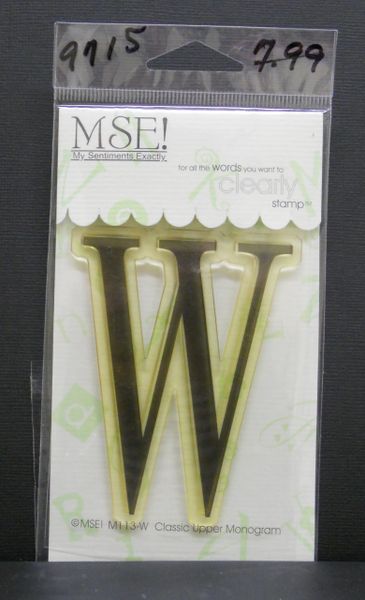 9715 7.99
MSE!
My Sentiments Exactly
for all the words you want to
clearly
stamp™
W
©MSE! M113-W Classic Upper Monogram